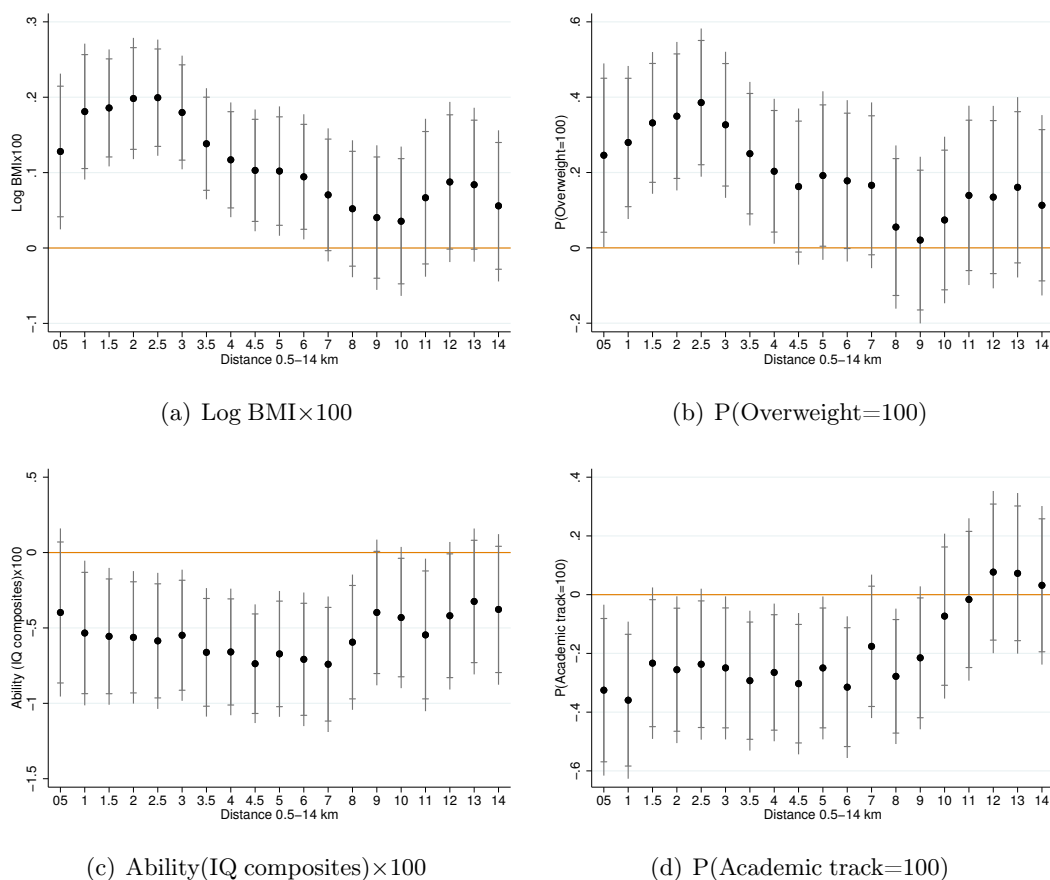 Log BMIx100
-.1 0 .1 .2 .3
05 1 1.5 2 2.5 3 3.5 4 4.5 5 6 7 8 9 10 11 12 13 14
Distance 0.5−14 km
(a) Log BMI×100
P(Overweight=100)
-.2 0 .2 .4 .6
05 1 1.5 2 2.5 3 3.5 4 4.5 5 6 7 8 9 10 11 12 13 14
Distance 0.5−14 km
(b) P(Overweight=100)
Ability (IQ composites)x100
-1.5 -1 -.5 0 .5
05 1 1.5 2 2.5 3 3.5 4 4.5 5 6 7 8 9 10 11 12 13 14
Distance 0.5−14 km
(c) Ability(IQ composites)×100
P(Academic track=100)
-.6 -.4 -.2 0 .2 .4
05 1 1.5 2 2.5 3 3.5 4 4.5 5 6 7 8 9 10 11 12 13 14
Distance 0.5−14 km
(d) P(Academic track=100)